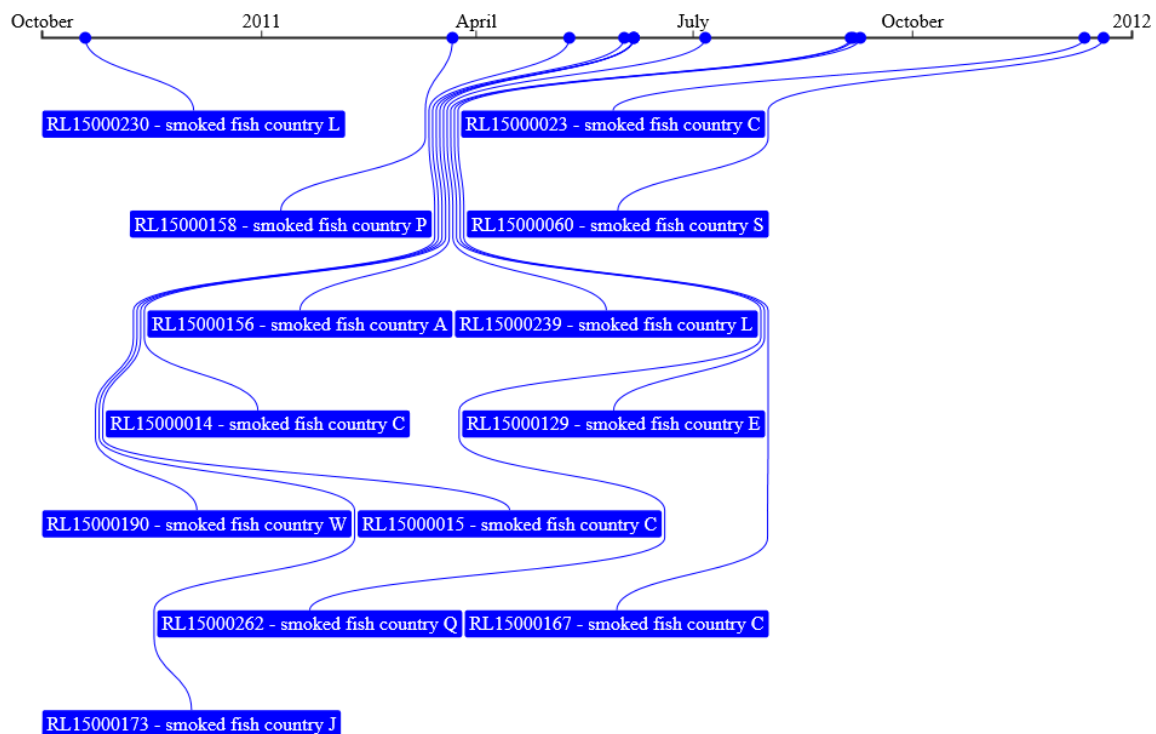 October 2011 April July October 2012
RL15000230 - smoked fish country L RL15000023 - smoked fish country C
RL15000158 - smoked fish country P RL15000060 - smoked fish country S
RL15000156 - smoked fish country A RL15000239 - smoked fish country L
RL15000014 - smoked fish country C RL15000129 - smoked fish country E
RL15000190 - smoked fish country W RL15000015 - smoked fish country C
RL15000262 - smoked fish country Q RL15000167 - smoked fish country C
RL15000173 - smoked fish country J